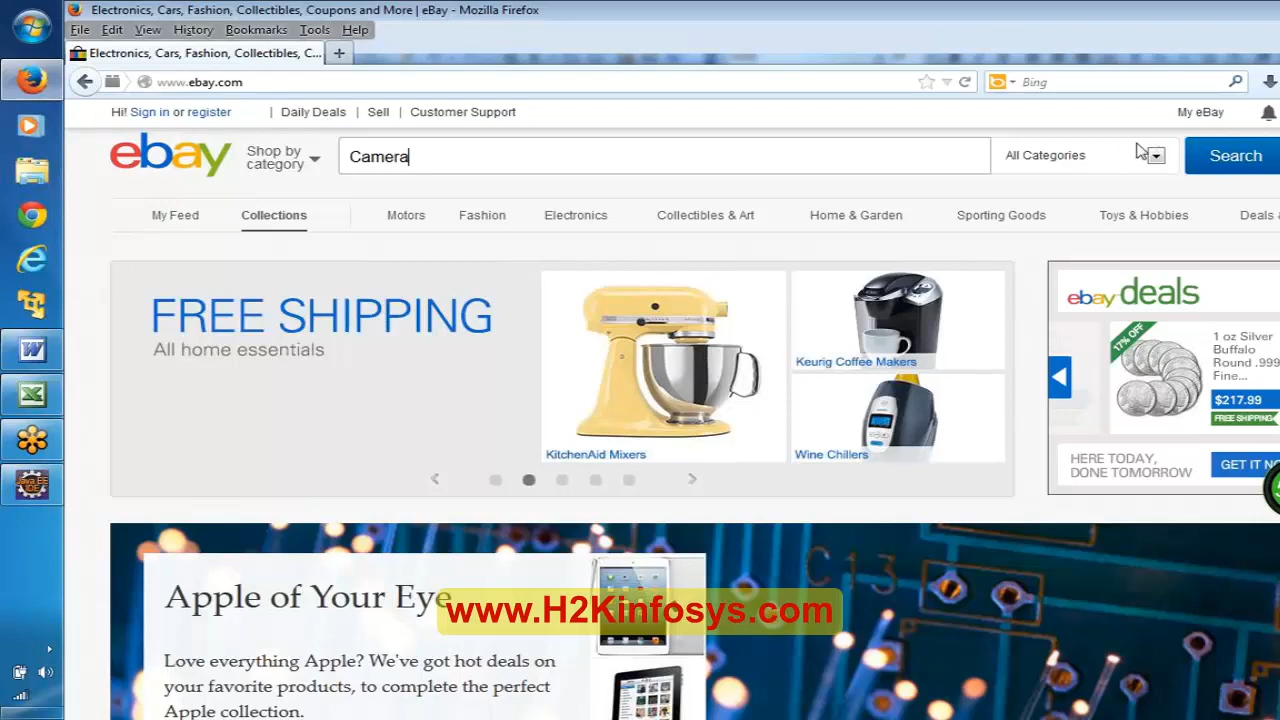 Electronics, Cars, Fashion, Collectibles, Coupons and More | eBay - Mozilla Firefox
File Edit View History Bookmarks Tools Help
Electronics, Cars, Fashion, Collectibles, C... +
www.ebay.com
Bing
Hi! Sign in or register | Daily Deals | Sell | Customer Support
My eBay
ebay
Shop by
category
Camera
All Categories
Search
My Feed Collections Motors Fashion Electronics Collectibles & Art Home & Garden Sporting Goods Toys & Hobbies Deals &
FREE SHIPPING
All home essentials
KitchenAid Mixers
Keurig Coffee Makers
Wine Chillers
ebay deals
17% OFF
1 oz Silver
Buffalo
Round .999
Fine...
$217.99
FREE SHIPPING
HERE TODAY,
DONE TOMORROW
GET IT NO
C13
Apple of Your Eye
www.H2Kinfosys.com
Love everything Apple? We've got hot deals on
your favorite products, to complete the perfect
Apple collection.
Java EE
IDE